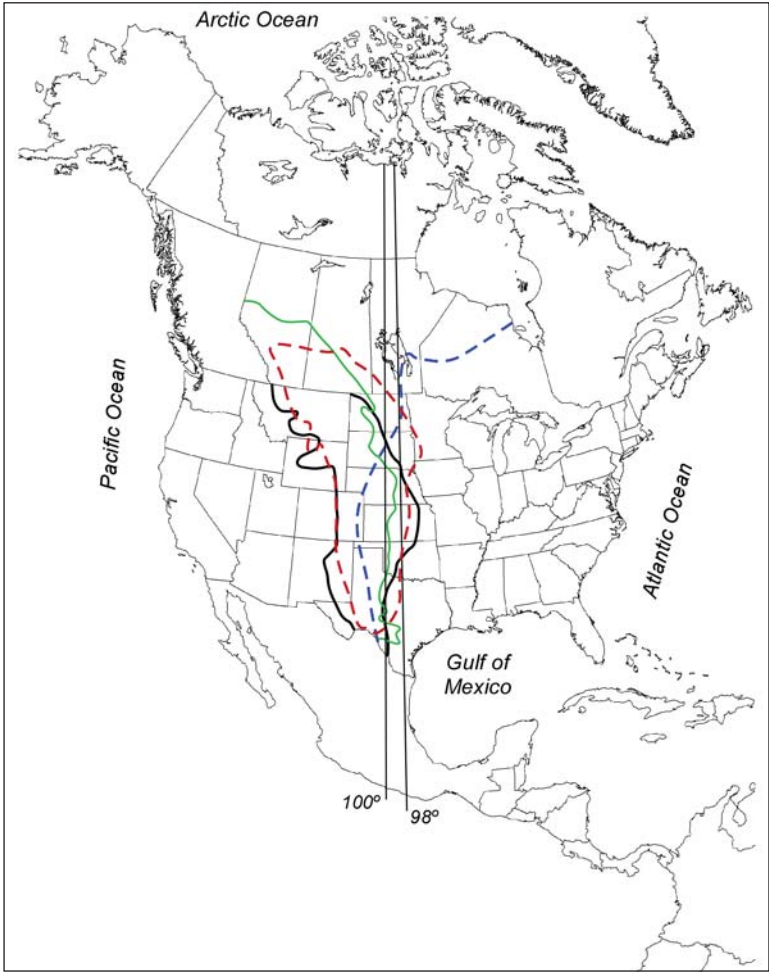 Arctic Ocean
Pacific Ocean
Atlantic Ocean
Gulf of
Mexico
100º
98º